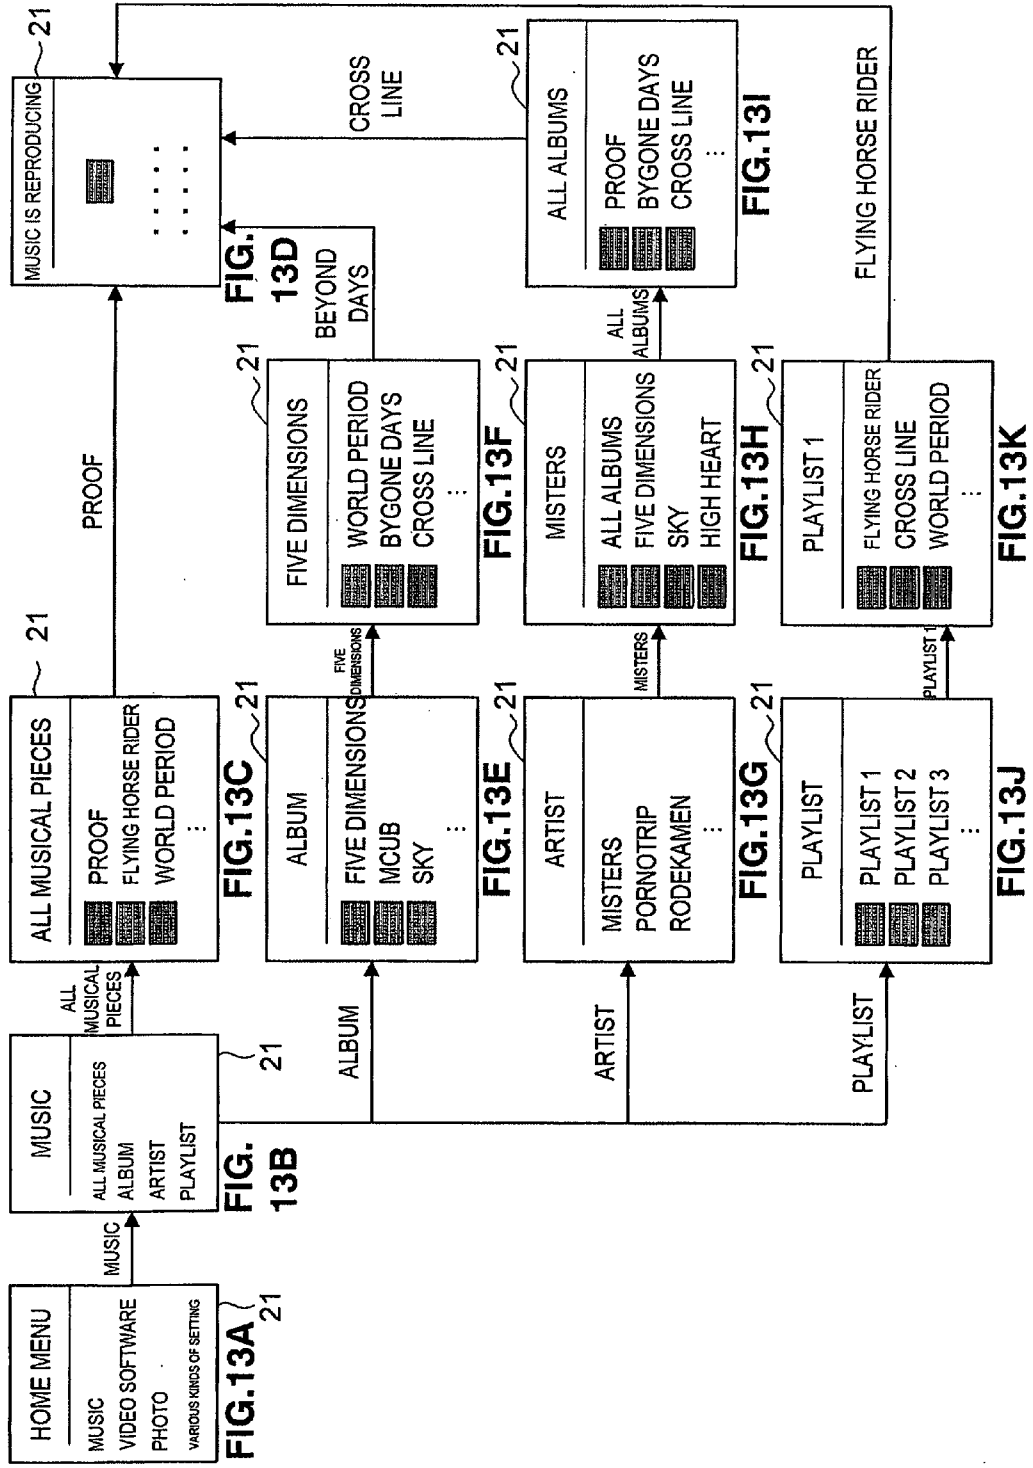 HOME MENU
MUSIC
VIDEO SOFTWARE
PHOTO
VARIOUS KINDS OF SETTING
21
FIG.13A
MUSIC
MUSIC
ALL MUSICAL PIECES
ALBUM
ARTIST
PLAYLIST
21
FIG.
13B
ALL
MUSICAL
PIECES
ALL MUSICAL PIECES
PROOF
FLYING HORSE RIDER
WORLD PERIOD
21
FIG.13C
PROOF
MUSIC IS REPRODUCING
21
FIG.
13D
ALBUM
ALBUM
FIVE DIMENSIONS
MCUB
SKY
21
FIG.13E
FIVE
DIMENSIONS
FIVE DIMENSIONS
WORLD PERIOD
BYGONE DAYS
CROSS LINE
21
FIG.13F
BEYOND
DAYS
ARTIST
ARTIST
MISTERS
PORNOTRIP
RODEKAMEN
21
FIG.13G
MISTERS
MISTERS
ALL ALBUMS
FIVE DIMENSIONS
SKY
HIGH HEART
21
FIG.13H
ALL
ALBUMS
ALL ALBUMS
PROOF
BYGONE DAYS
CROSS LINE
21
FIG.13I
CROSS
LINE
PLAYLIST
PLAYLIST
PLAYLIST 1
PLAYLIST 2
PLAYLIST 3
21
FIG.13J
PLAYLIST 1
PLAYLIST 1
FLYING HORSE RIDER
CROSS LINE
WORLD PERIOD
21
FIG.13K
FLYING HORSE RIDER